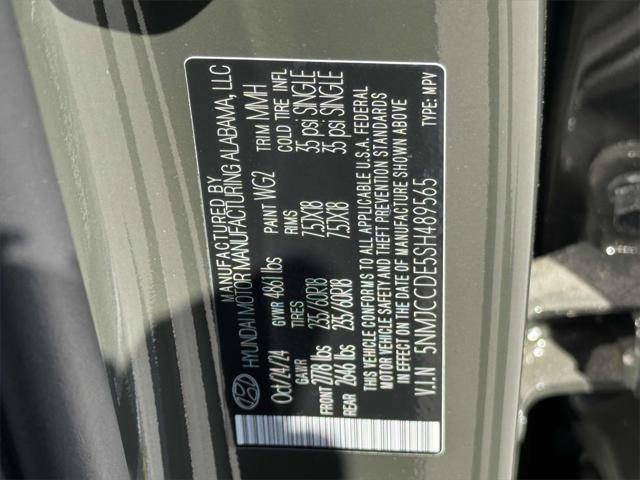 MANUFACTURED BY
HYUNDAI MOTOR MANUFACTURING ALABAMA, LLC
Oct/24/24 GVWR 4861 lbs PAINT WG2 TRIM MMH
GAWR TIRES RIMS COLD TIRE INFL
FRONT 2778 lbs 235/60R18 7.5JX18 35 psi SINGLE
REAR 2646 lbs 235/60R18 7.5JX18 35 psi SINGLE
THIS VEHICLE CONFORMS TO ALL APPLICABLE U.S.A. FEDERAL
MOTOR VEHICLE SAFETY AND THEFT PREVENTION STANDARDS
IN EFFECT ON THE DATE OF MANUFACTURE SHOWN ABOVE
V.I.N 5NMJCCDE5SH489565 TYPE: MPV